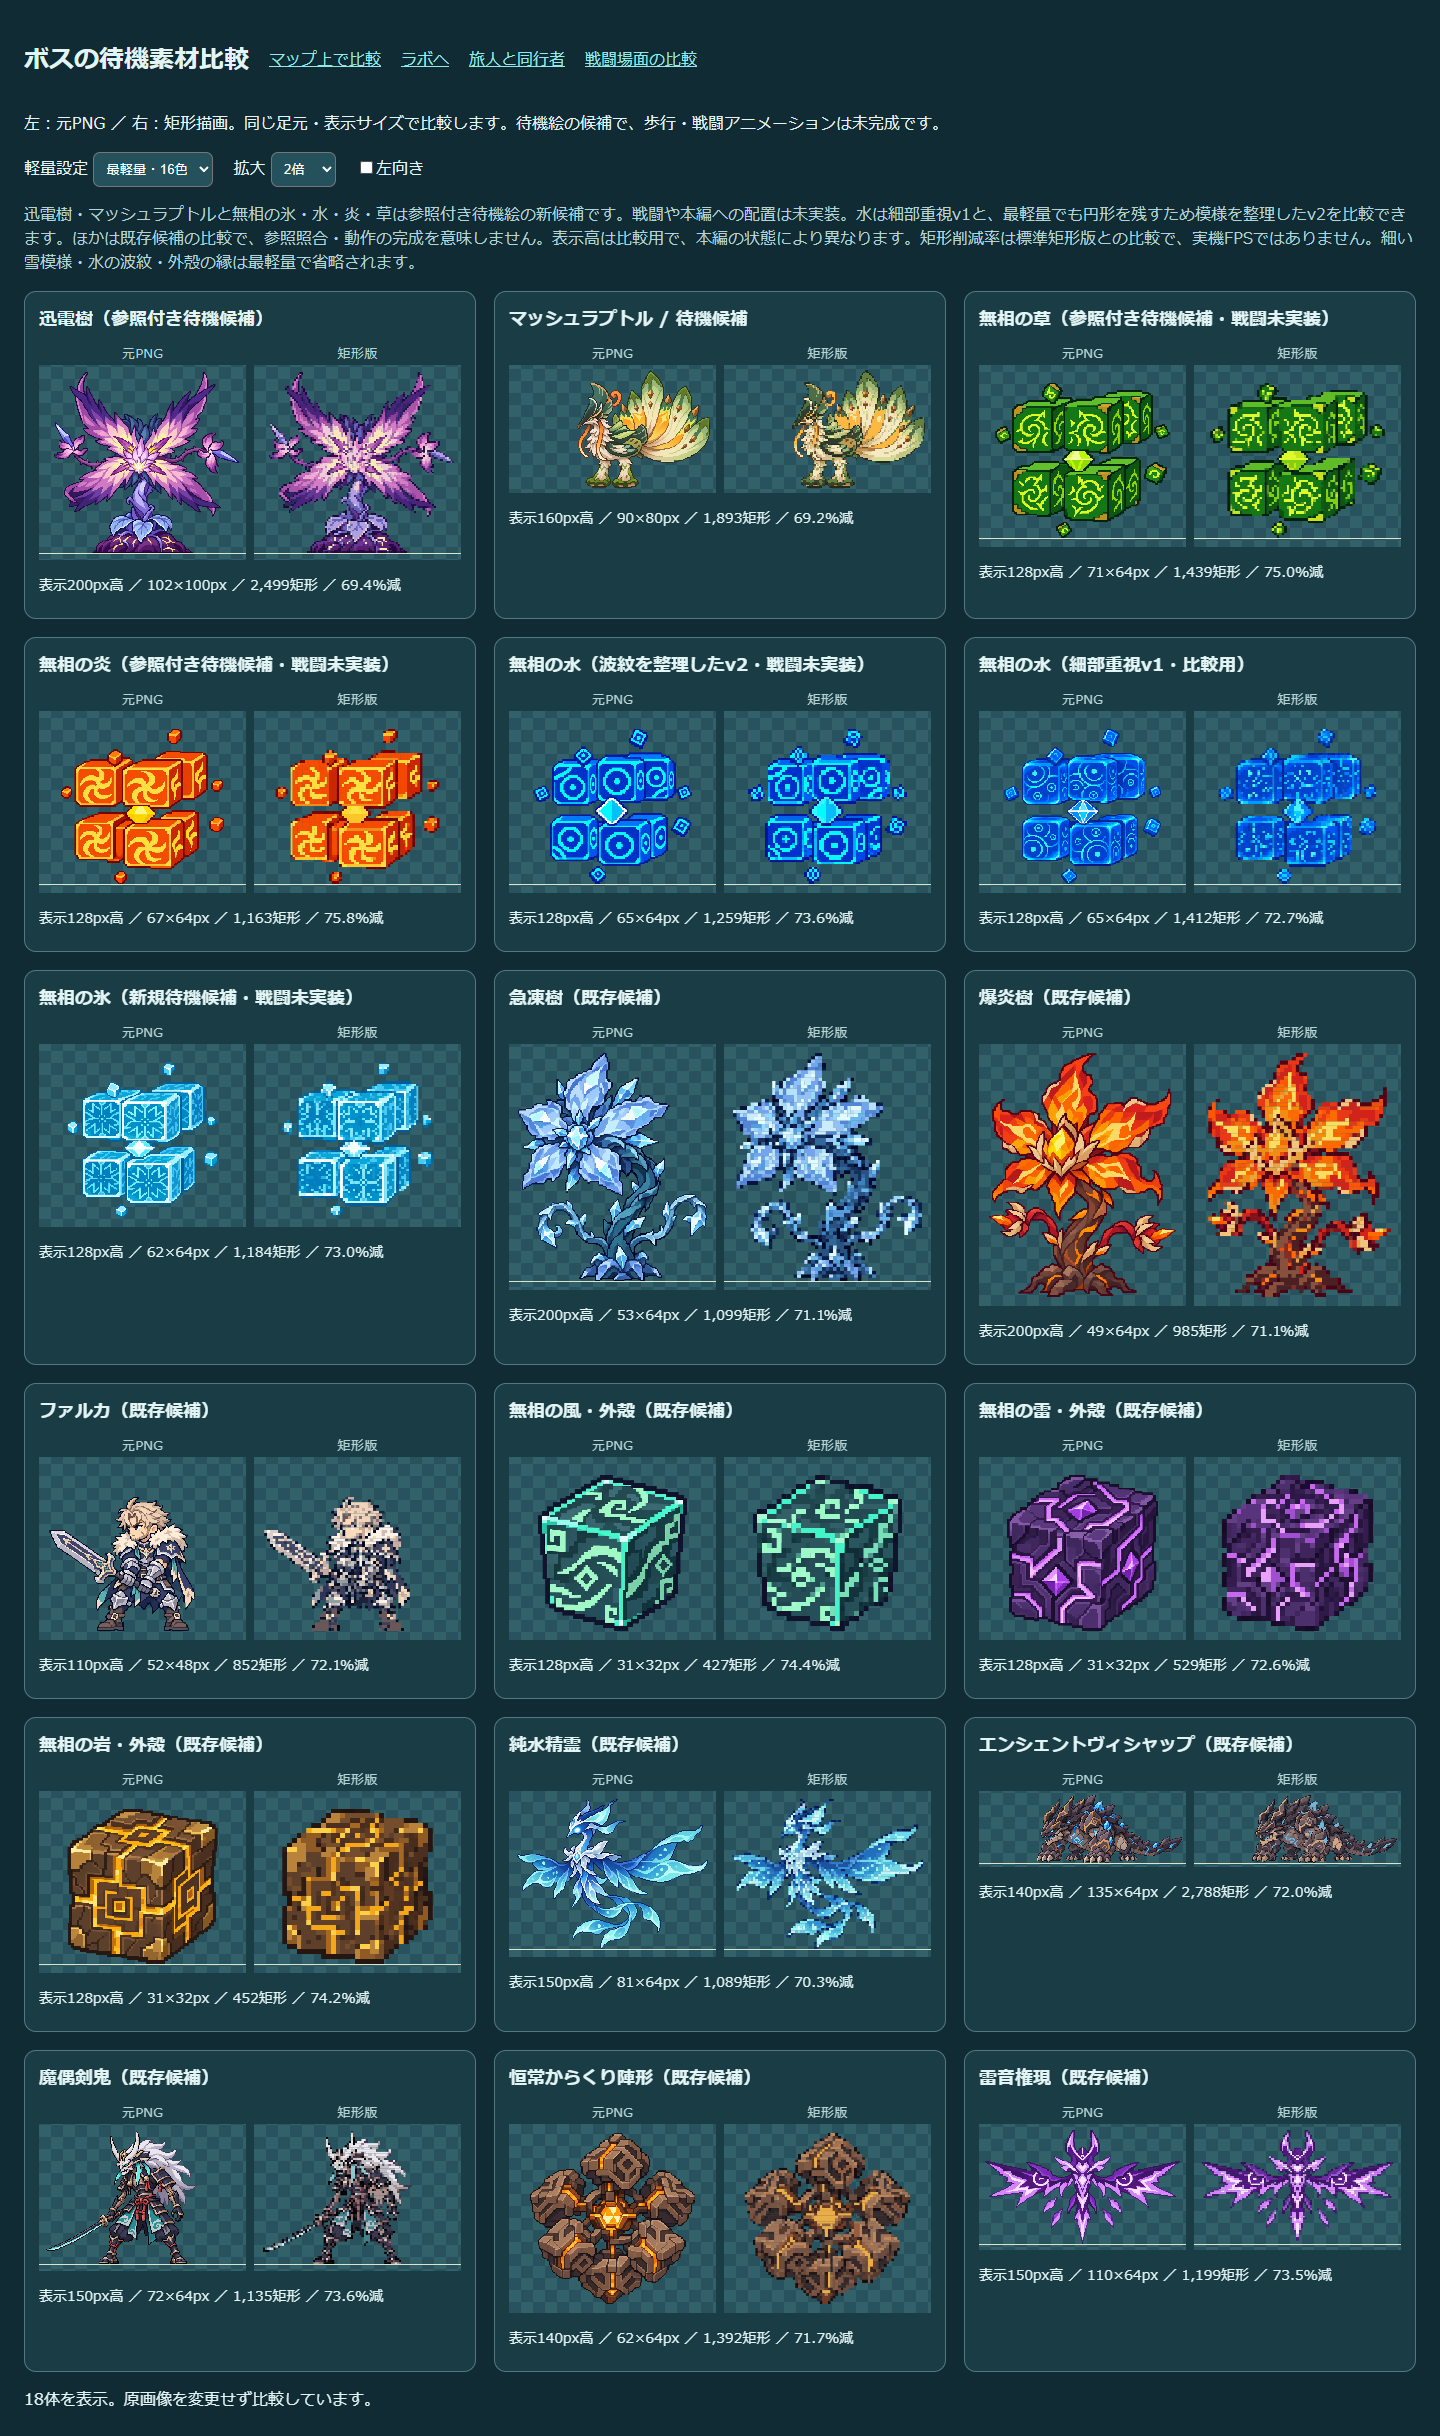 ボスの待機素材比較 マップ上で比較 ラボへ 旅人と同行者 戦闘場面の比較
左：元PNG ／ 右：矩形描画。同じ足元・表示サイズで比較します。待機絵の候補で、歩行・戦闘アニメーションは未完成です。
軽量設定 最軽量・16色 拡大 2倍 左向き
迅電樹・マッシュラプトルと無相の氷・水・炎・草は参照付き待機絵の新候補です。戦闘や本編への配置は未実装。水は細部重視v1と、最軽量でも円形を残すため模様を整理したv2を比較でき
ます。ほかは既存候補の比較で、参照照合・動作の完成を意味しません。表示高は比較用で、本編の状態により異なります。矩形削減率は標準矩形版との比較で、実機FPSではありません。細い
雪模様・水の波紋・外殻の縁は最軽量で省略されます。
迅電樹（参照付き待機候補）
元PNG 矩形版
表示200px高 ／ 102×100px ／ 2,499矩形 ／ 69.4%減
マッシュラプトル / 待機候補
元PNG 矩形版
表示160px高 ／ 90×80px ／ 1,893矩形 ／ 69.2%減
無相の草（参照付き待機候補・戦闘未実装）
元PNG 矩形版
表示128px高 ／ 71×64px ／ 1,439矩形 ／ 75.0%減
無相の炎（参照付き待機候補・戦闘未実装）
元PNG 矩形版
表示128px高 ／ 67×64px ／ 1,163矩形 ／ 75.8%減
無相の水（波紋を整理したv2・戦闘未実装）
元PNG 矩形版
表示128px高 ／ 65×64px ／ 1,259矩形 ／ 73.6%減
無相の水（細部重視v1・比較用）
元PNG 矩形版
表示128px高 ／ 65×64px ／ 1,412矩形 ／ 72.7%減
無相の氷（新規待機候補・戦闘未実装）
元PNG 矩形版
表示128px高 ／ 62×64px ／ 1,184矩形 ／ 73.0%減
急凍樹（既存候補）
元PNG 矩形版
表示200px高 ／ 53×64px ／ 1,099矩形 ／ 71.1%減
爆炎樹（既存候補）
元PNG 矩形版
表示200px高 ／ 49×64px ／ 985矩形 ／ 71.1%減
ファルカ（既存候補）
元PNG 矩形版
表示110px高 ／ 52×48px ／ 852矩形 ／ 72.1%減
無相の風・外殻（既存候補）
元PNG 矩形版
表示128px高 ／ 31×32px ／ 427矩形 ／ 74.4%減
無相の雷・外殻（既存候補）
元PNG 矩形版
表示128px高 ／ 31×32px ／ 529矩形 ／ 72.6%減
無相の岩・外殻（既存候補）
元PNG 矩形版
表示128px高 ／ 31×32px ／ 452矩形 ／ 74.2%減
純水精霊（既存候補）
元PNG 矩形版
表示150px高 ／ 81×64px ／ 1,089矩形 ／ 70.3%減
エンシェントヴィシャップ（既存候補）
元PNG 矩形版
表示140px高 ／ 135×64px ／ 2,788矩形 ／ 72.0%減
魔偶剣鬼（既存候補）
元PNG 矩形版
表示150px高 ／ 72×64px ／ 1,135矩形 ／ 73.6%減
恒常からくり陣形（既存候補）
元PNG 矩形版
表示140px高 ／ 62×64px ／ 1,392矩形 ／ 71.7%減
雷音権現（既存候補）
元PNG 矩形版
表示150px高 ／ 110×64px ／ 1,199矩形 ／ 73.5%減
18体を表示。原画像を変更せず比較しています。